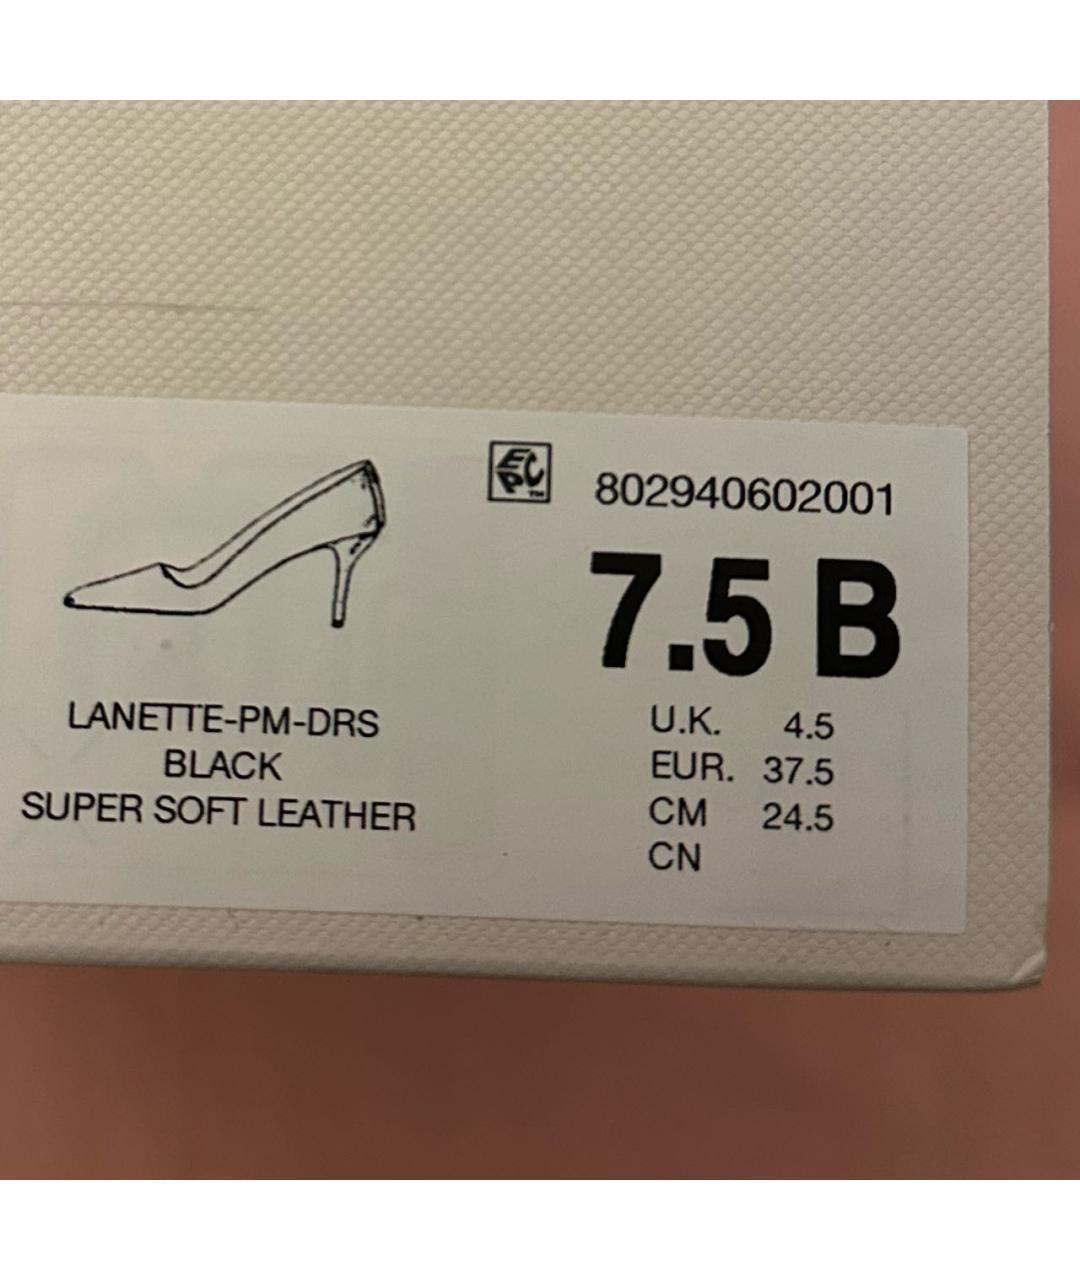 EPC™
802940602001
7.5 B
LANETTE-PM-DRS
BLACK
SUPER SOFT LEATHER
U.K. 4.5
EUR. 37.5
CM 24.5
CN